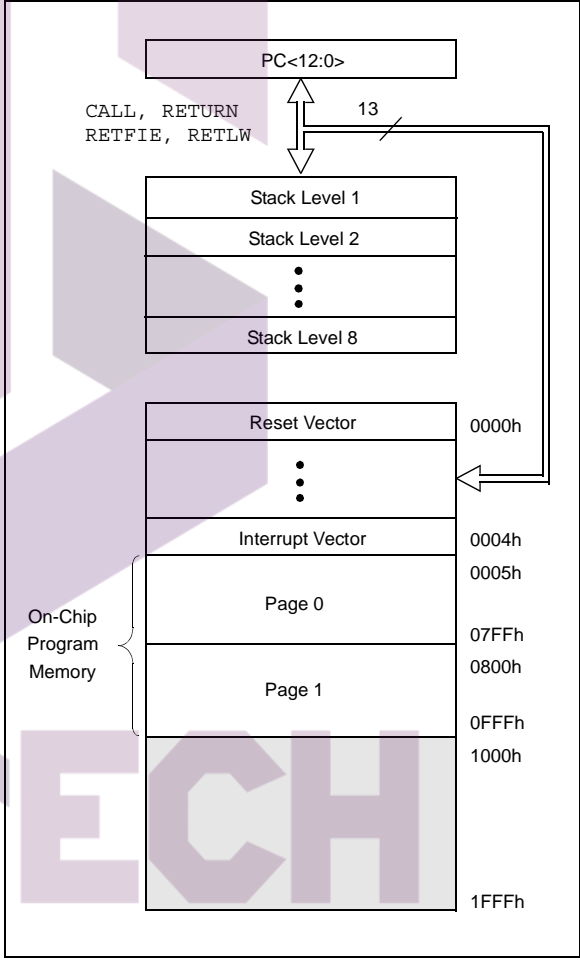 PC<12:0>
CALL, RETURN
RETFIE, RETLW
13
Stack Level 1
Stack Level 2
Stack Level 8
Reset Vector
0000h
Interrupt Vector
0004h
0005h
Page 0
07FFh
On-Chip
Program
Memory
0800h
Page 1
0FFFh
1000h
1FFFh
ECH